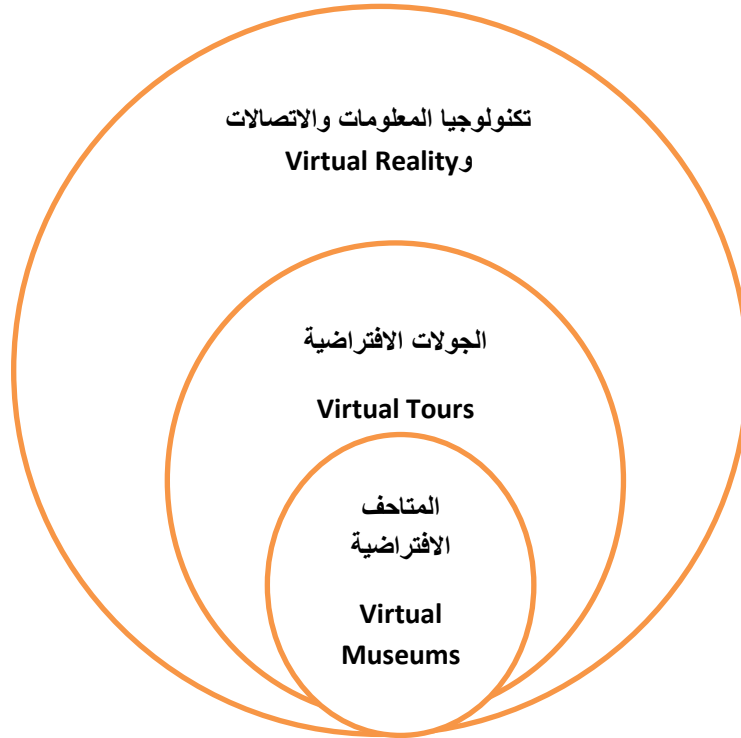 تكنولوجيا المعلومات والاتصالات
وVirtual Reality
الجولات الافتراضية
Virtual Tours
المتاحف
الافتراضية
Virtual
Museums